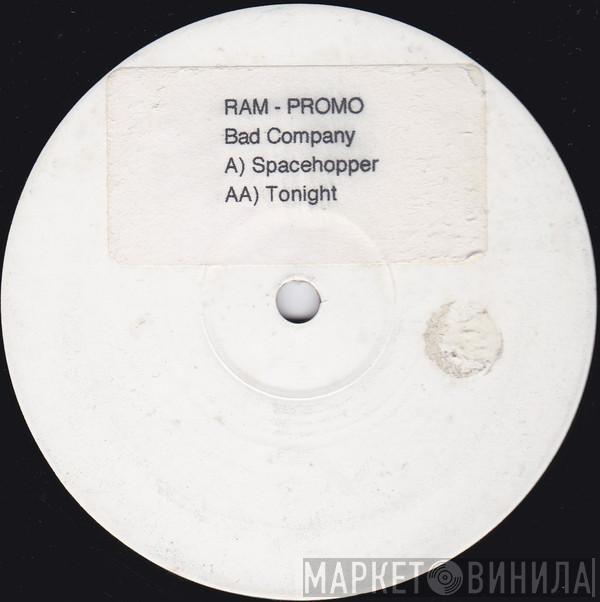 RAM - PROMO
Bad Company
A) Spacehopper
AA) Tonight
МАРКЕТ ВИНИЛА